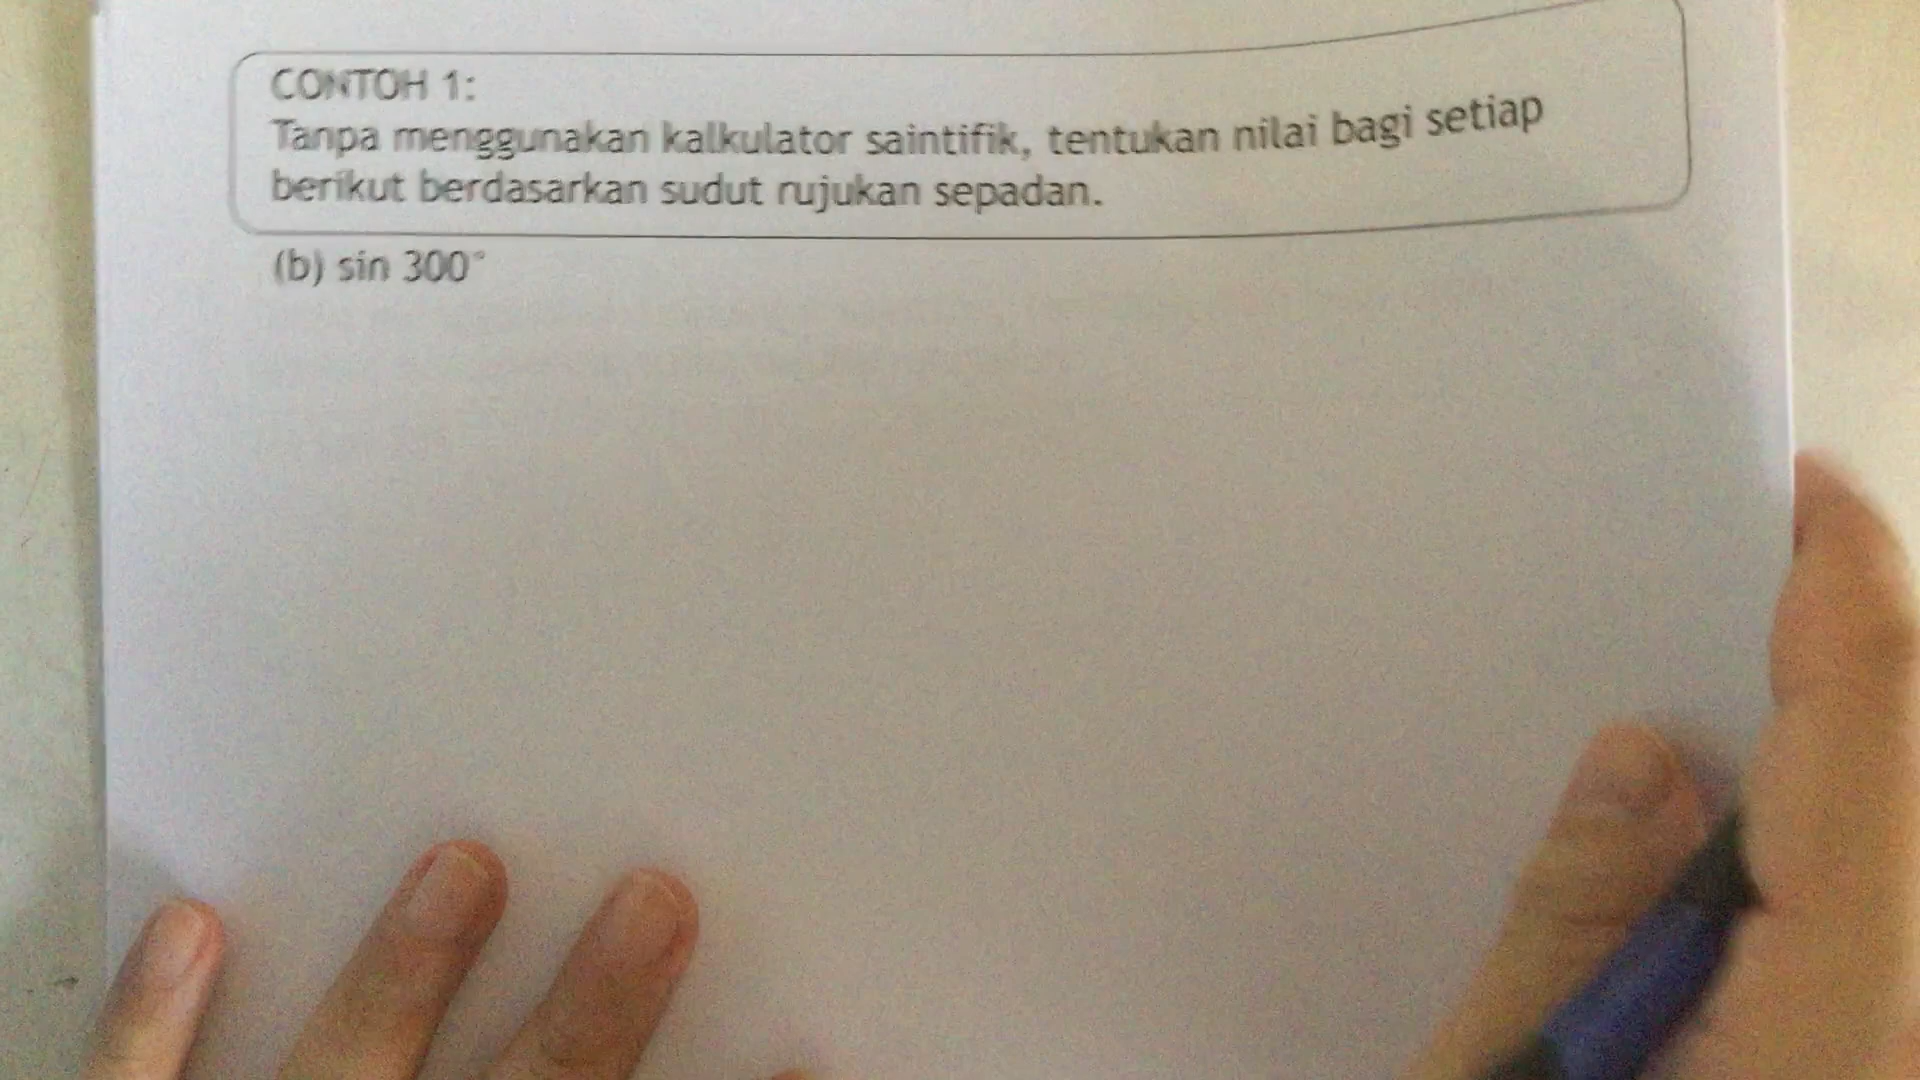 CONTOH 1:
Tanpa menggunakan kalkulator saintifik, tentukan nilai bagi setiap
berikut berdasarkan sudut rujukan sepadan.
(b) sin 300°